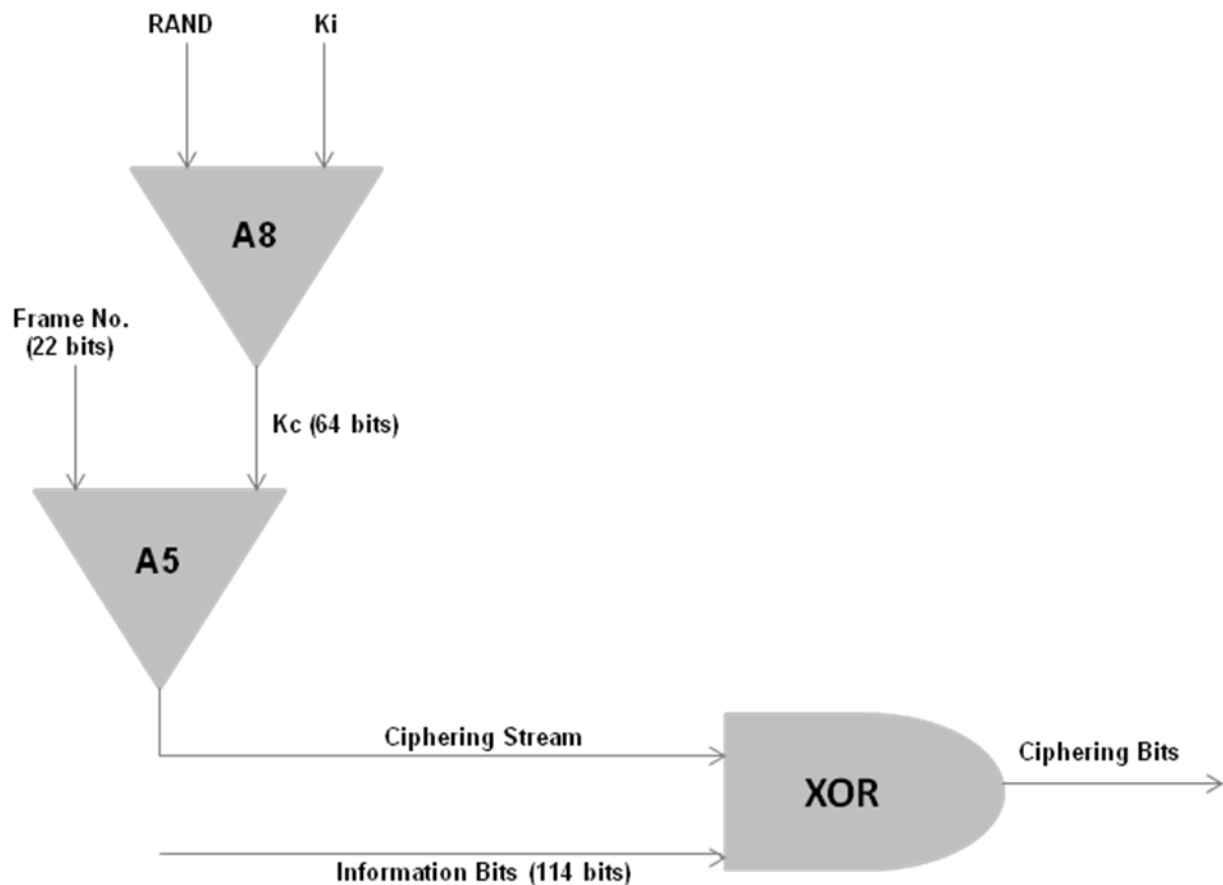 RAND
Ki
A8
Frame No.
(22 bits)
Kc (64 bits)
A5
Ciphering Stream
Ciphering Bits
XOR
Information Bits (114 bits)